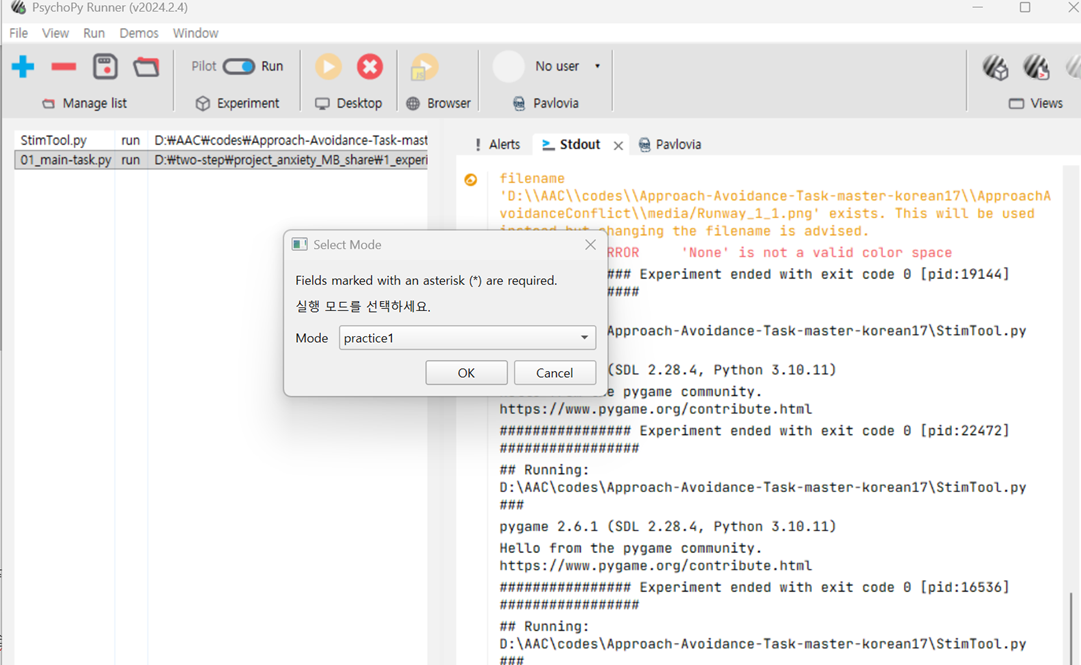 PsychoPy Runner (v2024.2.4)
File View Run Demos Window
Pilot Run
No user
Manage list
Experiment
Desktop
Browser
Pavlovia
Views
StimTool.py run D:₩AAC₩codes₩Approach-Avoidance-Task-mast
01_main-task.py run D:₩two-step₩project_anxiety_MB_share₩1_experi
Alerts
Stdout
Pavlovia
filename
'D:\\AAC\\codes\\Approach-Avoidance-Task-master-korean17\\ApproachA
voidanceConflict\\media/Runway_1_1.png' exists. This will be used
changing the filename is advised.
RROR 'None' is not a valid color space
### Experiment ended with exit code 0 [pid:19144]
####
Select Mode
Fields marked with an asterisk (*) are required.
실행 모드를 선택하세요.
Mode practice1
OK Cancel
Approach-Avoidance-Task-master-korean17\StimTool.py
(SDL 2.28.4, Python 3.10.11)
pygame community.
https://www.pygame.org/contribute.html
################ Experiment ended with exit code 0 [pid:22472]
#################
## Running:
D:\AAC\codes\Approach-Avoidance-Task-master-korean17\StimTool.py
###
pygame 2.6.1 (SDL 2.28.4, Python 3.10.11)
Hello from the pygame community.
https://www.pygame.org/contribute.html
################ Experiment ended with exit code 0 [pid:16536]
#################
## Running:
D:\AAC\codes\Approach-Avoidance-Task-master-korean17\StimTool.py
###